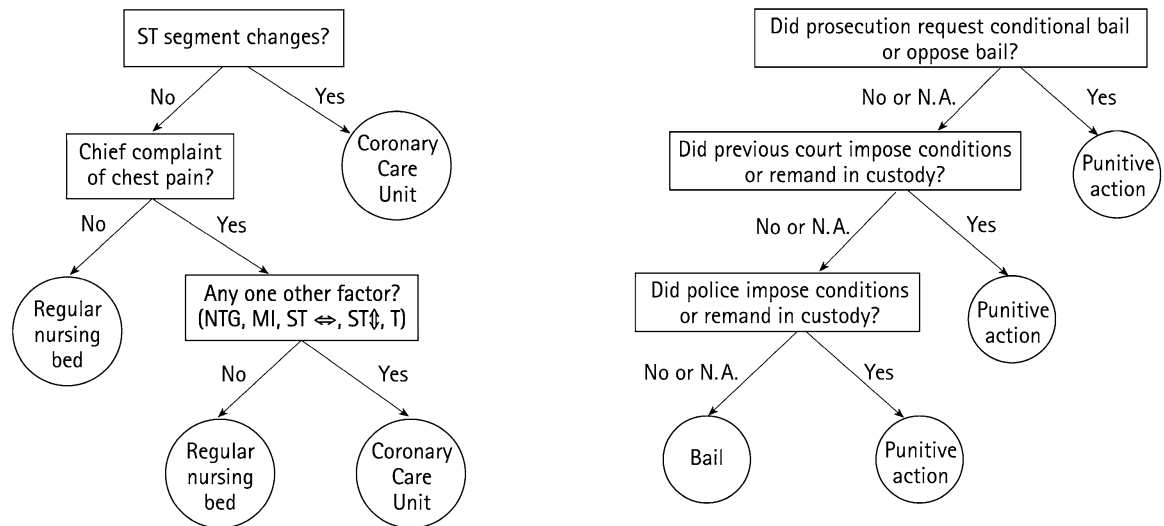 ST segment changes?
No
Yes
Chief complaint
of chest pain?
Coronary
Care
Unit
No
Yes
Regular
nursing
bed
Any one other factor?
(NTG, MI, ST ⇔, ST⇕, T)
No
Yes
Regular
nursing
bed
Coronary
Care
Unit
Did prosecution request conditional bail
or oppose bail?
No or N.A.
Yes
Did previous court impose conditions
or remand in custody?
Punitive
action
No or N.A.
Yes
Did police impose conditions
or remand in custody?
Punitive
action
No or N.A.
Yes
Bail
Punitive
action